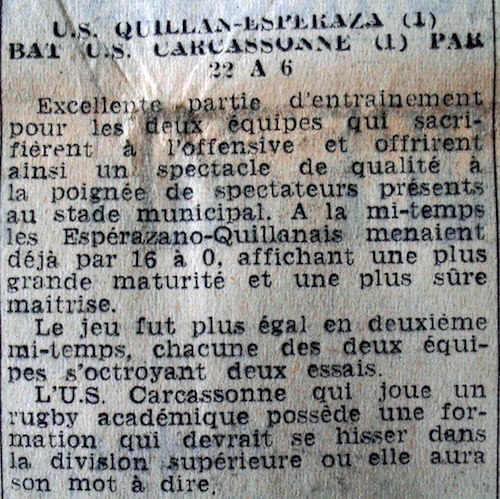 U.S. QUILLAN-ESPERAZA (1)
BAT U.S. CARCASSONNE (1) PAR
22 A 6
Excellente partie d'entraînement
pour les deux équipes qui sacri-
fièrent à l'offensive et offrirent
ainsi un spectacle de qualité à
la poignée de spectateurs présents
au stade municipal. A la mi-temps
les Espérazano-Quillanais menaient
déjà par 16 à 0, affichant une plus
grande maturité et une plus sûre
maitrise.
Le jeu fut plus égal en deuxième
mi-temps, chacune des deux équi-
pes s'octroyant deux essais.
L'U.S. Carcassonne qui joue un
rugby académique possède une for-
mation qui devrait se hisser dans
la division supérieure ou elle aura
son mot à dire.